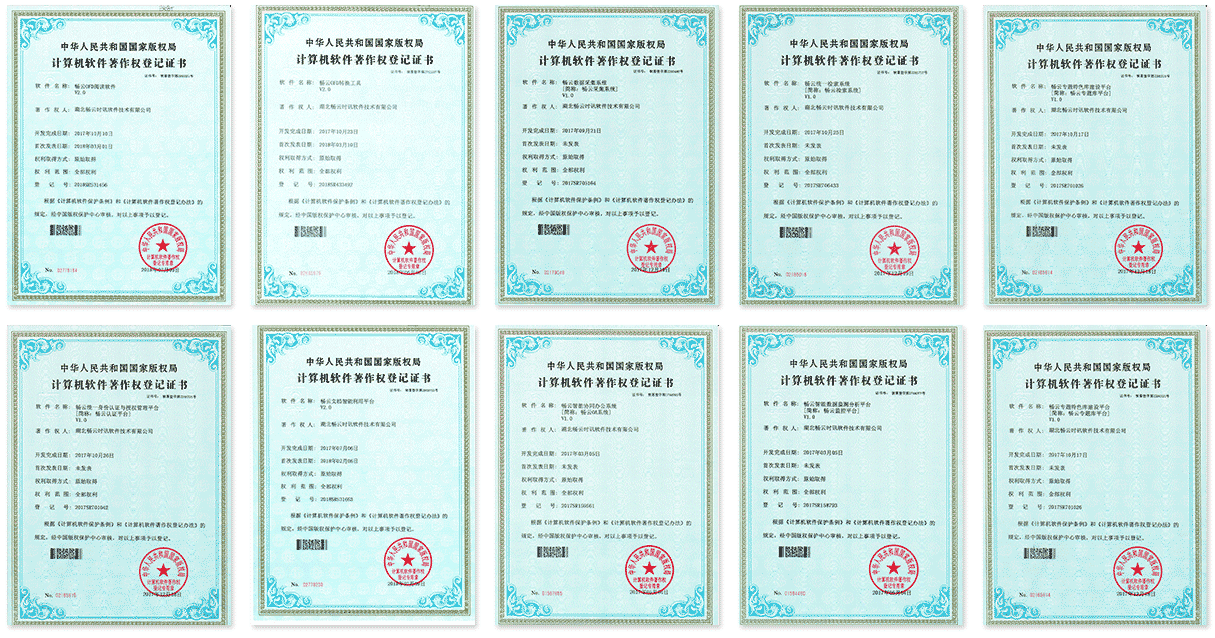 中华人民共和国国家版权局
计算机软件著作权登记证书
软件名称: 畅云OFD阅读软件
V2.0
著作权人: 湖北畅云时讯软件技术有限公司
开发完成日期: 2017年10月10日
首次发表日期: 2018年03月01日
权利取得方式: 原始取得
权利范围: 全部权利
登记号:
根据《计算机软件保护条例》和《计算机软件著作权登记办法》的
规定,经中国版权保护中心审核,对以上事项予以登记。
No.
中华人民共和国国家版权局
计算机软件著作权登记证书
软件名称: 畅云OFD转换工具
V2.0
著作权人: 湖北畅云时讯软件技术有限公司
开发完成日期: 2017年10月23日
首次发表日期: 2018年03月10日
权利取得方式: 原始取得
权利范围: 全部权利
登记号:
根据《计算机软件保护条例》和《计算机软件著作权登记办法》的
规定,经中国版权保护中心审核,对以上事项予以登记。
No.
中华人民共和国国家版权局
计算机软件著作权登记证书
软件名称: 畅云数据采集系统
[简称: 畅云采集系统]
V1.0
著作权人: 湖北畅云时讯软件技术有限公司
开发完成日期: 2017年09月21日
首次发表日期: 未发表
权利取得方式: 原始取得
权利范围: 全部权利
登记号: 2017SR701064
根据《计算机软件保护条例》和《计算机软件著作权登记办法》的
规定,经中国版权保护中心审核,对以上事项予以登记。
No.
中华人民共和国国家版权局
计算机软件著作权登记证书
软件名称: 畅云统一检索系统
[简称: 畅云检索系统]
V1.0
著作权人: 湖北畅云时讯软件技术有限公司
开发完成日期: 2017年10月23日
首次发表日期: 未发表
权利取得方式: 原始取得
权利范围: 全部权利
登记号:
根据《计算机软件保护条例》和《计算机软件著作权登记办法》的
规定,经中国版权保护中心审核,对以上事项予以登记。
No.
中华人民共和国国家版权局
计算机软件著作权登记证书
软件名称: 畅云专题特色库建设平台
[简称: 畅云专题库平台]
V1.0
著作权人: 湖北畅云时讯软件技术有限公司
开发完成日期: 2017年10月17日
首次发表日期: 未发表
权利取得方式: 原始取得
权利范围: 全部权利
登记号: 2017SR701026
根据《计算机软件保护条例》和《计算机软件著作权登记办法》的
规定,经中国版权保护中心审核,对以上事项予以登记。
No.
中华人民共和国国家版权局
计算机软件著作权登记证书
软件名称: 畅云统一身份认证与授权管理平台
[简称: 畅云认证平台]
V1.0
著作权人: 湖北畅云时讯软件技术有限公司
开发完成日期: 2017年10月26日
首次发表日期: 未发表
权利取得方式: 原始取得
权利范围: 全部权利
登记号: 2017SR701042
根据《计算机软件保护条例》和《计算机软件著作权登记办法》的
规定,经中国版权保护中心审核,对以上事项予以登记。
No.
中华人民共和国国家版权局
计算机软件著作权登记证书
软件名称: 畅云文档智能利用平台
V2.0
著作权人: 湖北畅云时讯软件技术有限公司
开发完成日期: 2017年07月06日
首次发表日期: 2018年02月06日
权利取得方式: 原始取得
权利范围: 全部权利
登记号:
根据《计算机软件保护条例》和《计算机软件著作权登记办法》的
规定,经中国版权保护中心审核,对以上事项予以登记。
No.
中华人民共和国国家版权局
计算机软件著作权登记证书
软件名称: 畅云智能协同办公系统
[简称: 畅云OA系统]
V1.0
著作权人: 湖北畅云时讯软件技术有限公司
开发完成日期: 2017年03月05日
首次发表日期: 未发表
权利取得方式: 原始取得
权利范围: 全部权利
登记号:
根据《计算机软件保护条例》和《计算机软件著作权登记办法》的
规定,经中国版权保护中心审核,对以上事项予以登记。
No.
中华人民共和国国家版权局
计算机软件著作权登记证书
软件名称: 畅云智能数据监测分析平台
[简称: 畅云监控平台]
V1.0
著作权人: 湖北畅云时讯软件技术有限公司
开发完成日期: 2017年03月05日
首次发表日期: 未发表
权利取得方式: 原始取得
权利范围: 全部权利
登记号:
根据《计算机软件保护条例》和《计算机软件著作权登记办法》的
规定,经中国版权保护中心审核,对以上事项予以登记。
No.
中华人民共和国国家版权局
计算机软件著作权登记证书
软件名称: 畅云专题特色库建设平台
[简称: 畅云专题库平台]
V1.0
著作权人: 湖北畅云时讯软件技术有限公司
开发完成日期: 2017年10月17日
首次发表日期: 未发表
权利取得方式: 原始取得
权利范围: 全部权利
登记号: 2017SR701026
根据《计算机软件保护条例》和《计算机软件著作权登记办法》的
规定,经中国版权保护中心审核,对以上事项予以登记。
No.